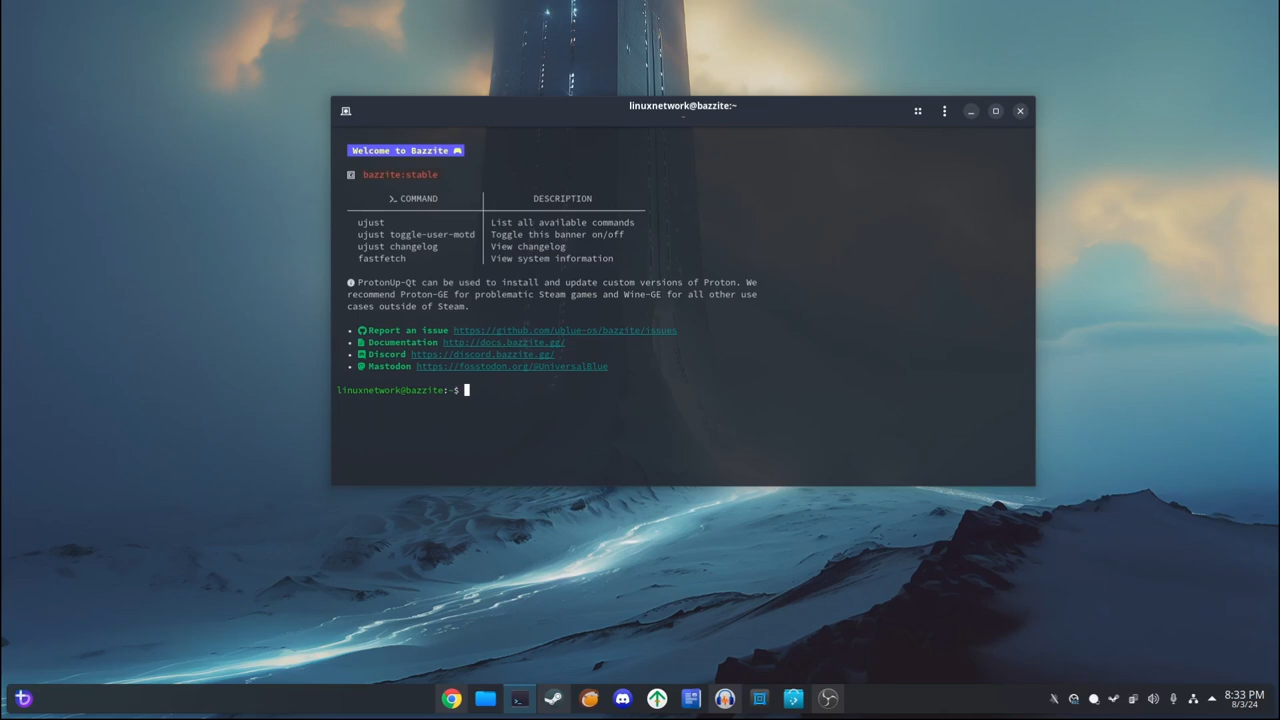 linuxnetwork@bazzite:~
Welcome to Bazzite
bazzite:stable
COMMAND DESCRIPTION
ujust List all available commands
ujust toggle-user-motd Toggle this banner on/off
ujust changelog View changelog
fastfetch View system information
ProtonUp-Qt can be used to install and update custom versions of Proton. We
recommend Proton-GE for problematic Steam games and Wine-GE for all other use
cases outside of Steam.
• Report an issue https://github.com/ublue-os/bazzite/issues
• Documentation http://docs.bazzite.gg/
• Discord https://discord.bazzite.gg/
• Mastodon https://fosstodon.org/@UniversalBlue
linuxnetwork@bazzite:~$
8:33 PM
8/3/24